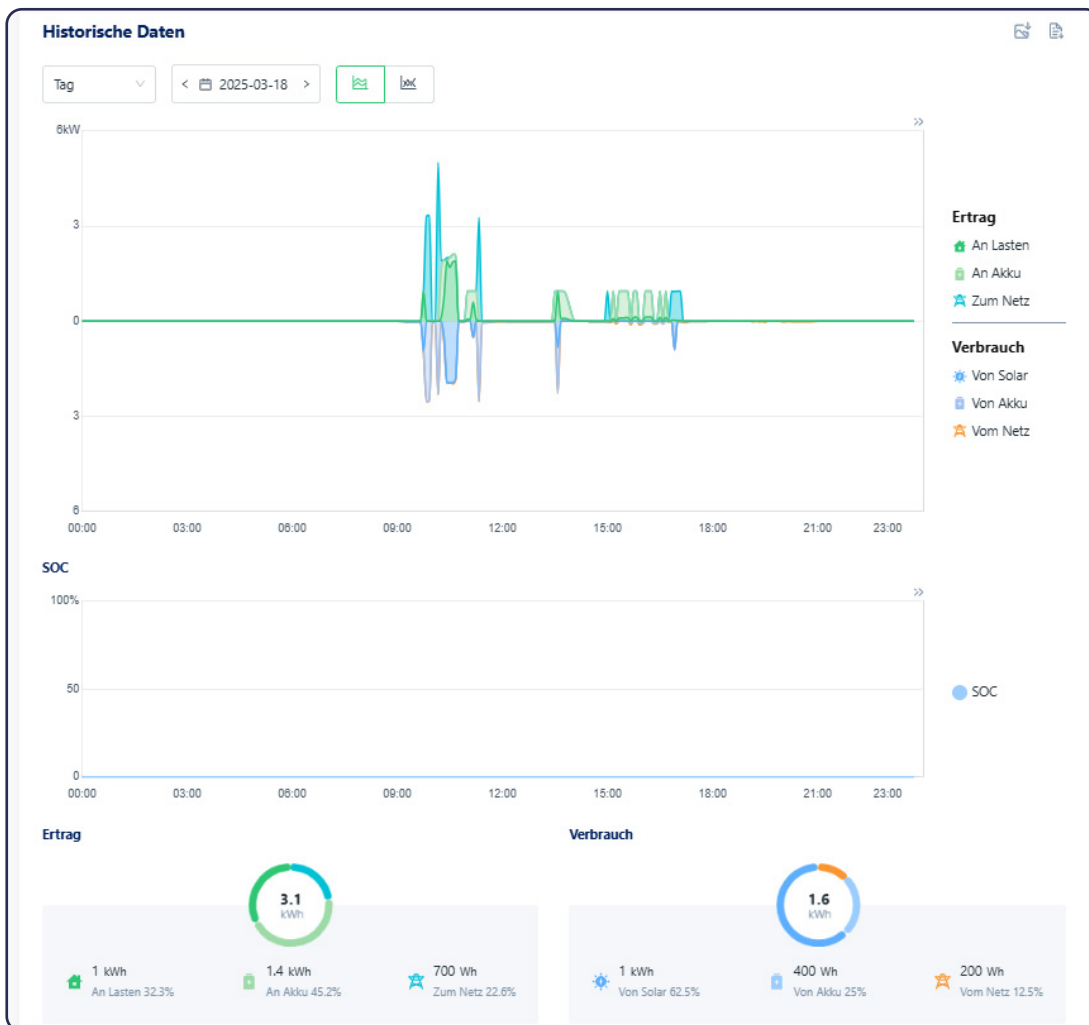 Historische Daten
Tag
< 2025-03-18 >
6kW
3
0
3
6
00:00 03:00 06:00 09:00 12:00 15:00 18:00 21:00 23:00
Ertrag
An Lasten
An Akku
Zum Netz
Verbrauch
Von Solar
Von Akku
Vom Netz
SOC
100%
50
0
00:00 03:00 06:00 09:00 12:00 15:00 18:00 21:00 23:00
SOC
Ertrag
3.1
kWh
1 kWh
An Lasten 32.3%
1.4 kWh
An Akku 45.2%
700 Wh
Zum Netz 22.6%
Verbrauch
1.6
kWh
1 kWh
Von Solar 62.5%
400 Wh
Von Akku 25%
200 Wh
Vom Netz 12.5%